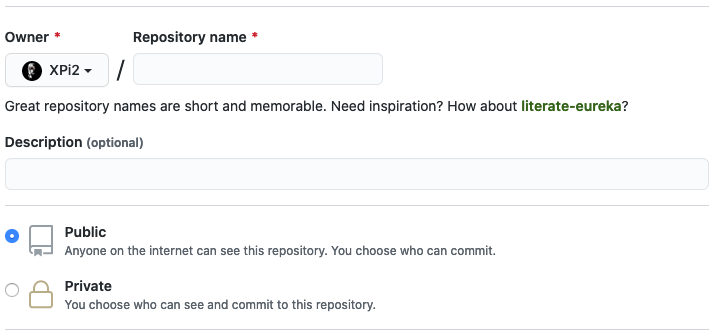 Owner * Repository name *
XPi2 /
Great repository names are short and memorable. Need inspiration? How about literate-eureka?
Description (optional)
Public
Anyone on the internet can see this repository. You choose who can commit.
Private
You choose who can see and commit to this repository.